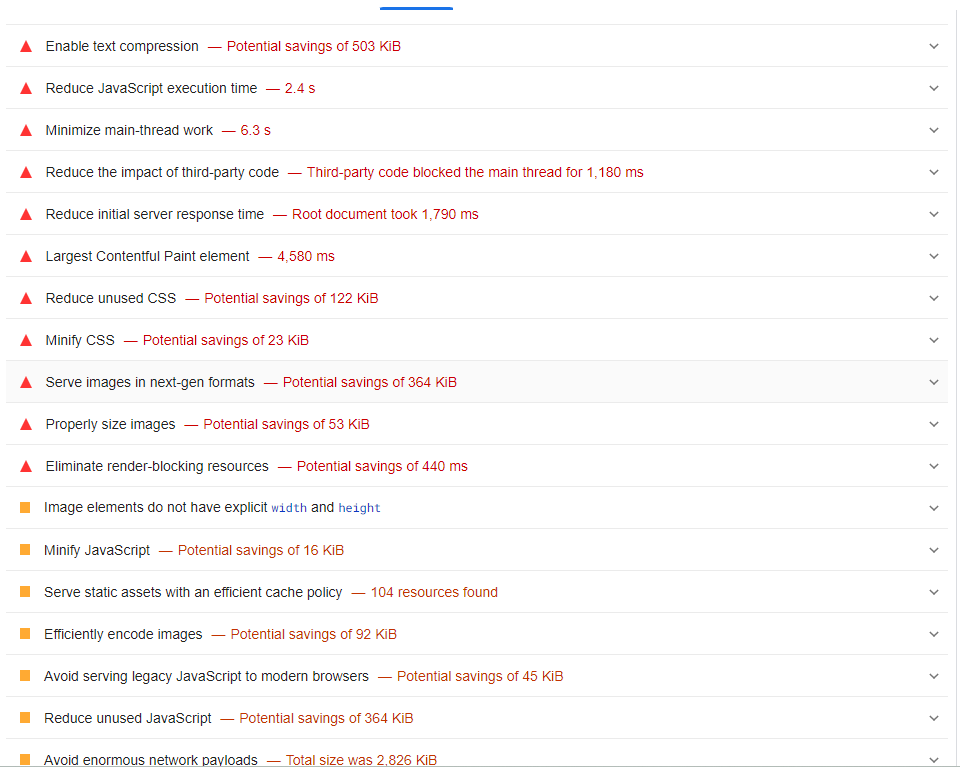 Enable text compression — Potential savings of 503 KiB
Reduce JavaScript execution time — 2.4 s
Minimize main-thread work — 6.3 s
Reduce the impact of third-party code — Third-party code blocked the main thread for 1,180 ms
Reduce initial server response time — Root document took 1,790 ms
Largest Contentful Paint element — 4,580 ms
Reduce unused CSS — Potential savings of 122 KiB
Minify CSS — Potential savings of 23 KiB
Serve images in next-gen formats — Potential savings of 364 KiB
Properly size images — Potential savings of 53 KiB
Eliminate render-blocking resources — Potential savings of 440 ms
Image elements do not have explicit width and height
Minify JavaScript — Potential savings of 16 KiB
Serve static assets with an efficient cache policy — 104 resources found
Efficiently encode images — Potential savings of 92 KiB
Avoid serving legacy JavaScript to modern browsers — Potential savings of 45 KiB
Reduce unused JavaScript — Potential savings of 364 KiB
Avoid enormous network payloads — Total size was 2,826 KiB